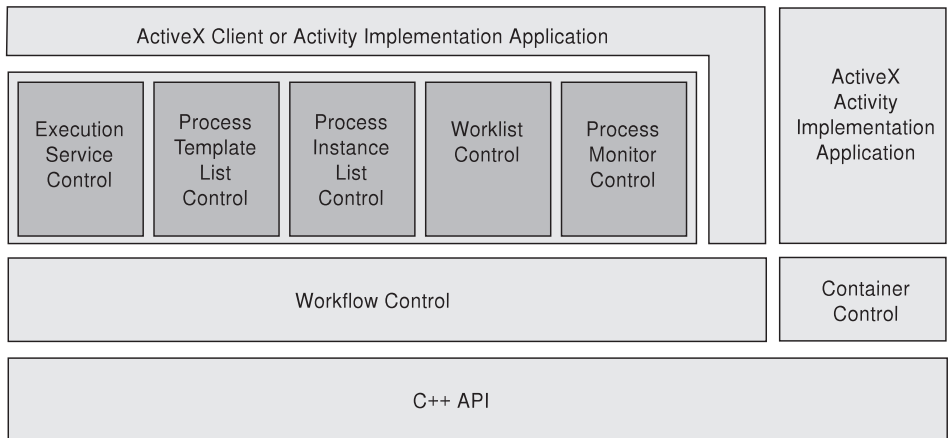 ActiveX Client or Activity Implementation Application
ActiveX
Activity
Implementation
Application
Execution
Service
Control
Process
Template
List
Control
Process
Instance
List
Control
Worklist
Control
Process
Monitor
Control
Workflow Control
Container
Control
C++ API